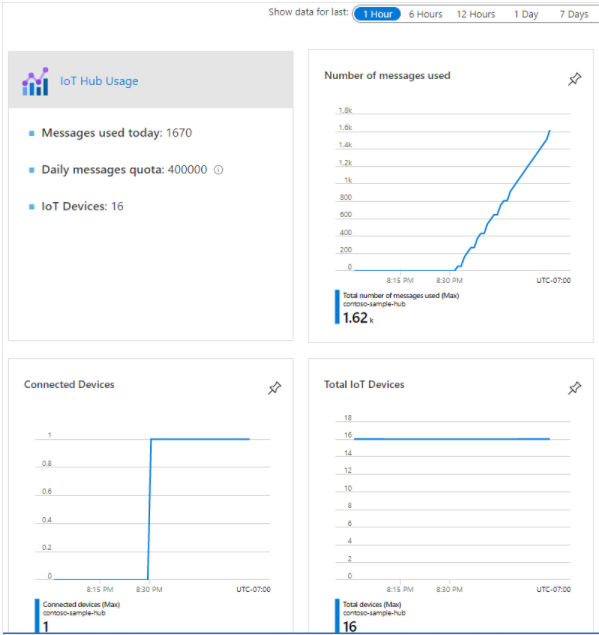 Show data for last: 1 Hour 6 Hours 12 Hours 1 Day 7 Days
IoT Hub Usage
Messages used today: 1670
Daily messages quota: 400000
IoT Devices: 16
Number of messages used
1.8k
1.6k
1.4k
1.2k
1k
800
600
400
200
0
8:15 PM 8:30 PM UTC-07:00
Total number of messages used (Max)
contoso-sample-hub
1.62 k
Connected Devices
1
0.8
0.6
0.4
0.2
0
8:15 PM 8:30 PM UTC-07:00
Connected devices (Max)
contoso-sample-hub
1
Total IoT Devices
18
16
14
12
10
8
6
4
2
0
8:15 PM 8:30 PM UTC-07:00
Total devices (Max)
contoso-sample-hub
16